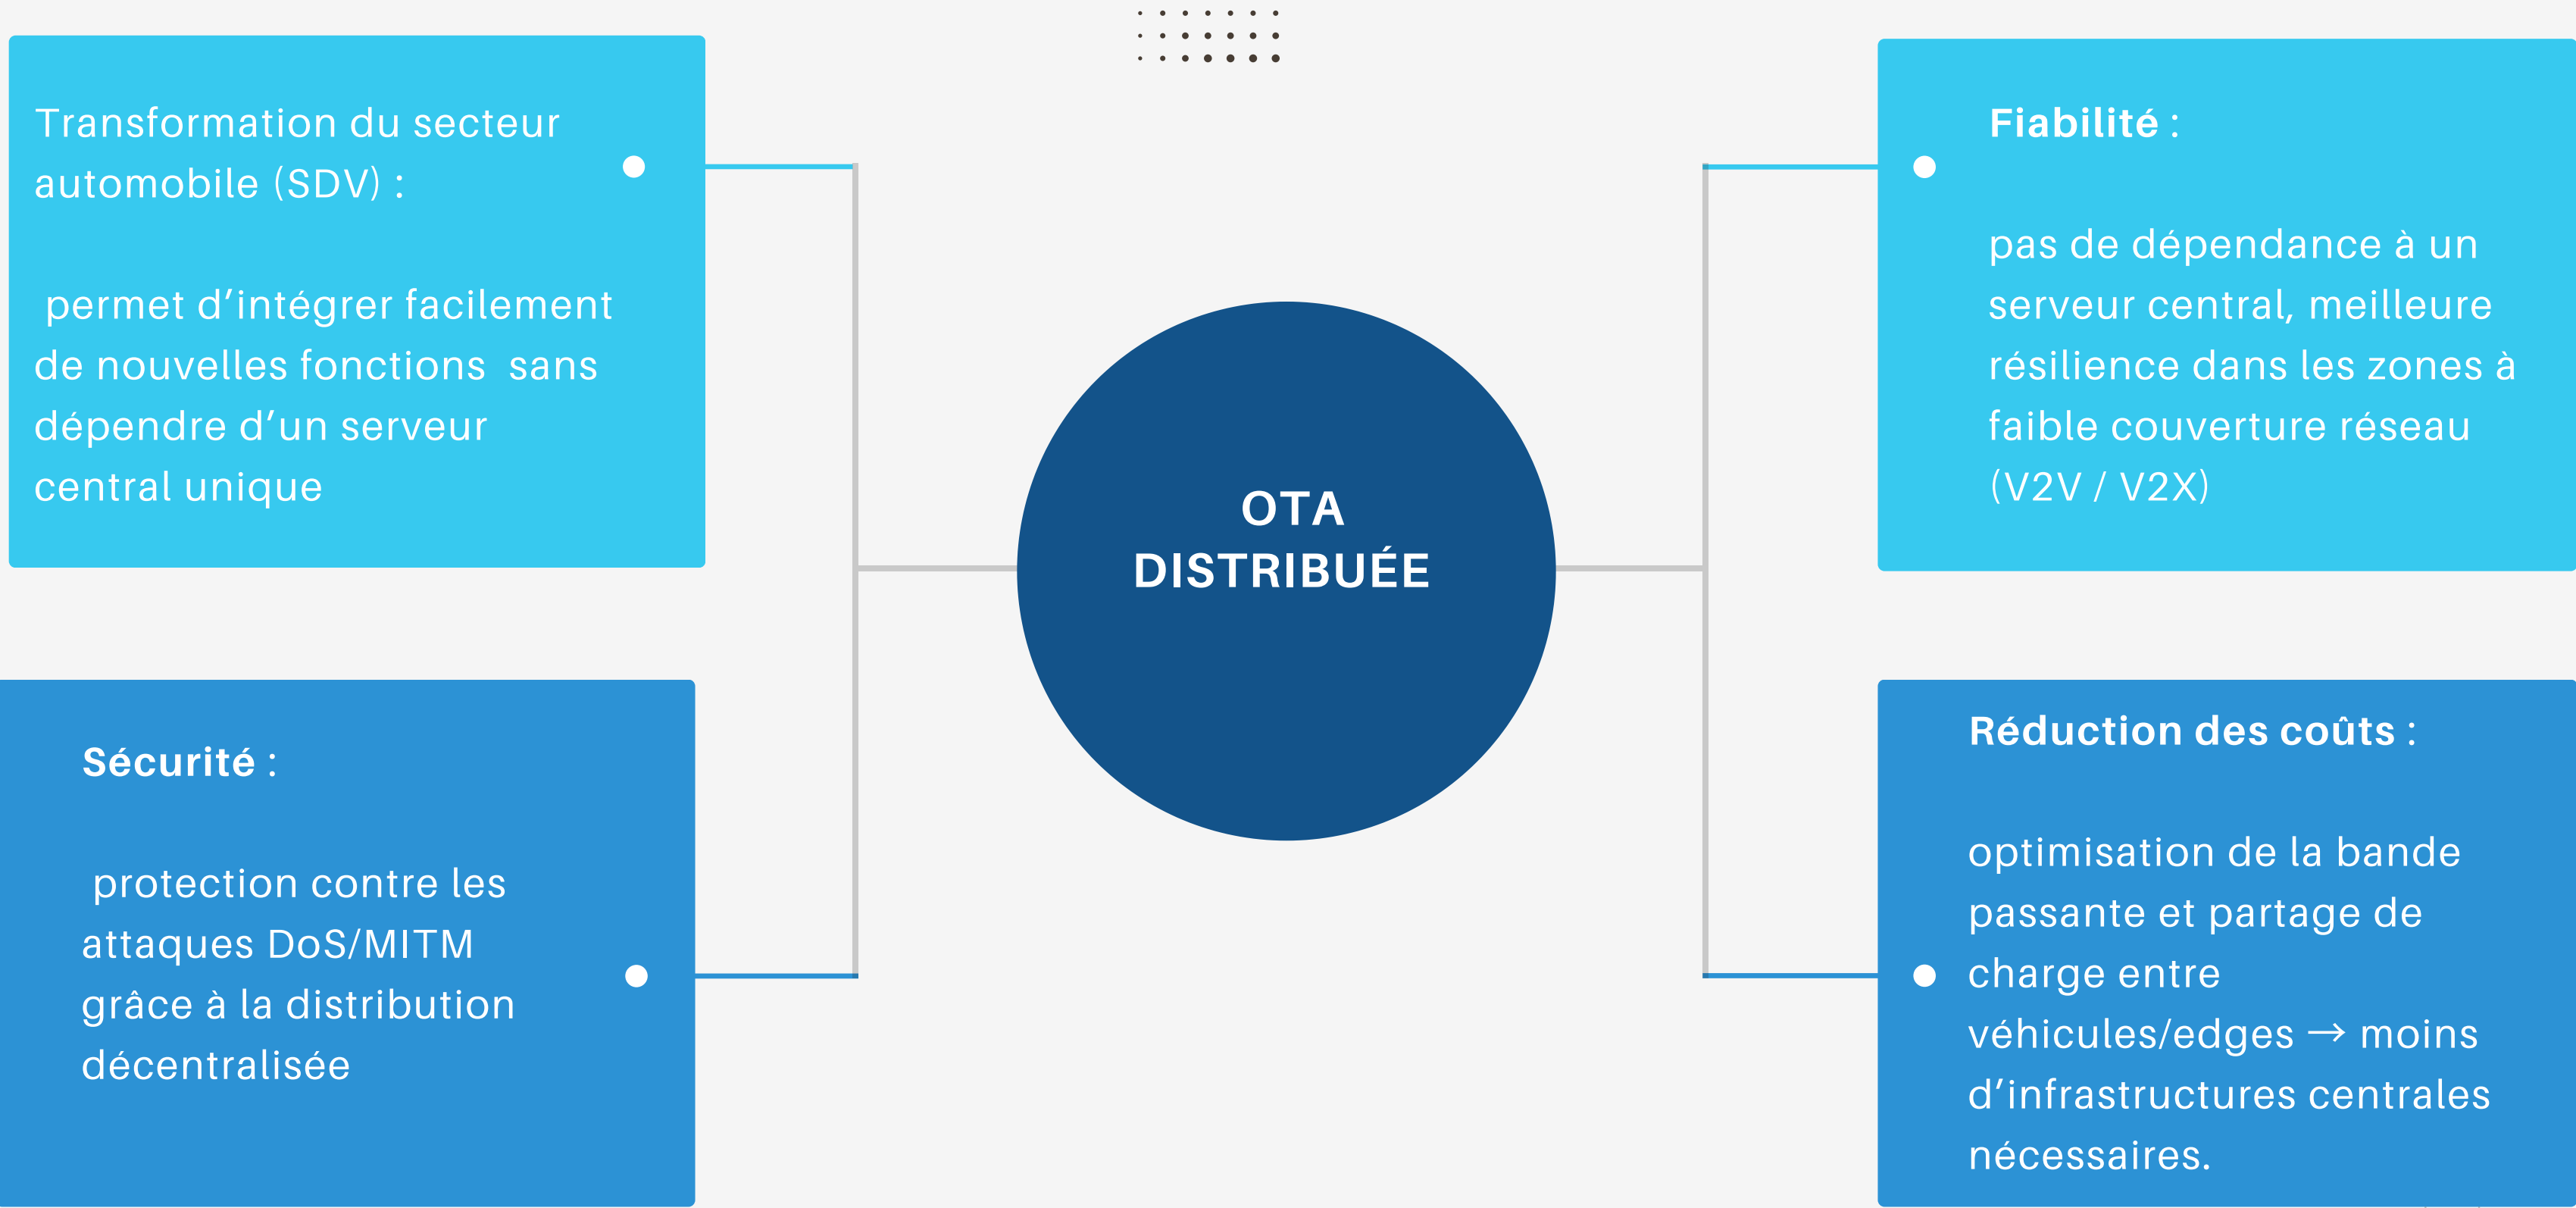 Transformation du secteur
automobile (SDV) :
permet d’intégrer facilement
de nouvelles fonctions  sans
dépendre d’un serveur
central unique
Sécurité :
protection contre les
attaques DoS/MITM
grâce à la distribution
décentralisée
OTA
DISTRIBUÉE
Fiabilité :
pas de dépendance à un
serveur central, meilleure
résilience dans les zones à
faible couverture réseau
(V2V / V2X)
Réduction des coûts :
optimisation de la bande
passante et partage de
charge entre
véhicules/edges → moins
d’infrastructures centrales
nécessaires.